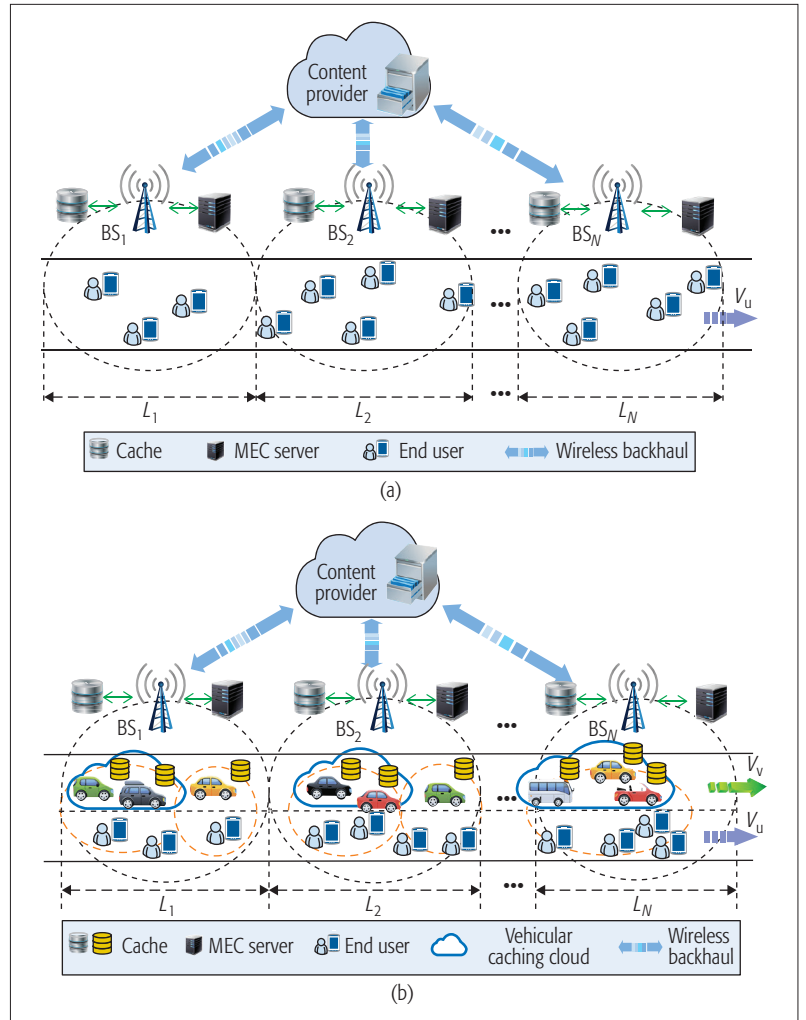 Content
provider
BS1
BS2
...
BSN
Vu
...
L1
L2
LN
Cache
MEC server
End user
Wireless backhaul
(a)
Content
provider
BS1
BS2
...
BSN
Vv
...
Vu
...
L1
L2
LN
Cache
MEC server
End user
Vehicular
caching cloud
Wireless
backhaul
(b)